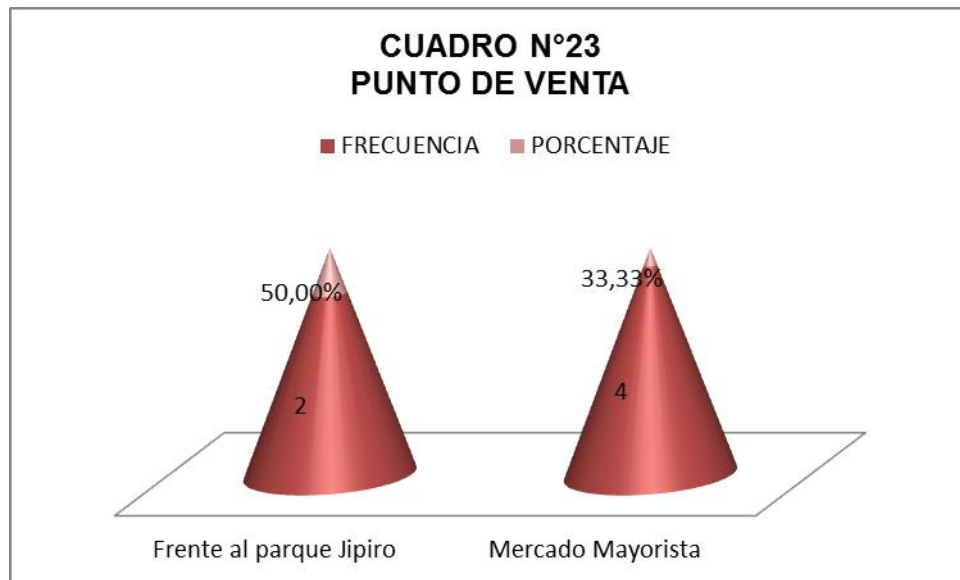 CUADRO N°23
PUNTO DE VENTA
FRECUENCIA PORCENTAJE
50,00% 33,33%
2 4
Frente al parque Jipiro Mercado Mayorista